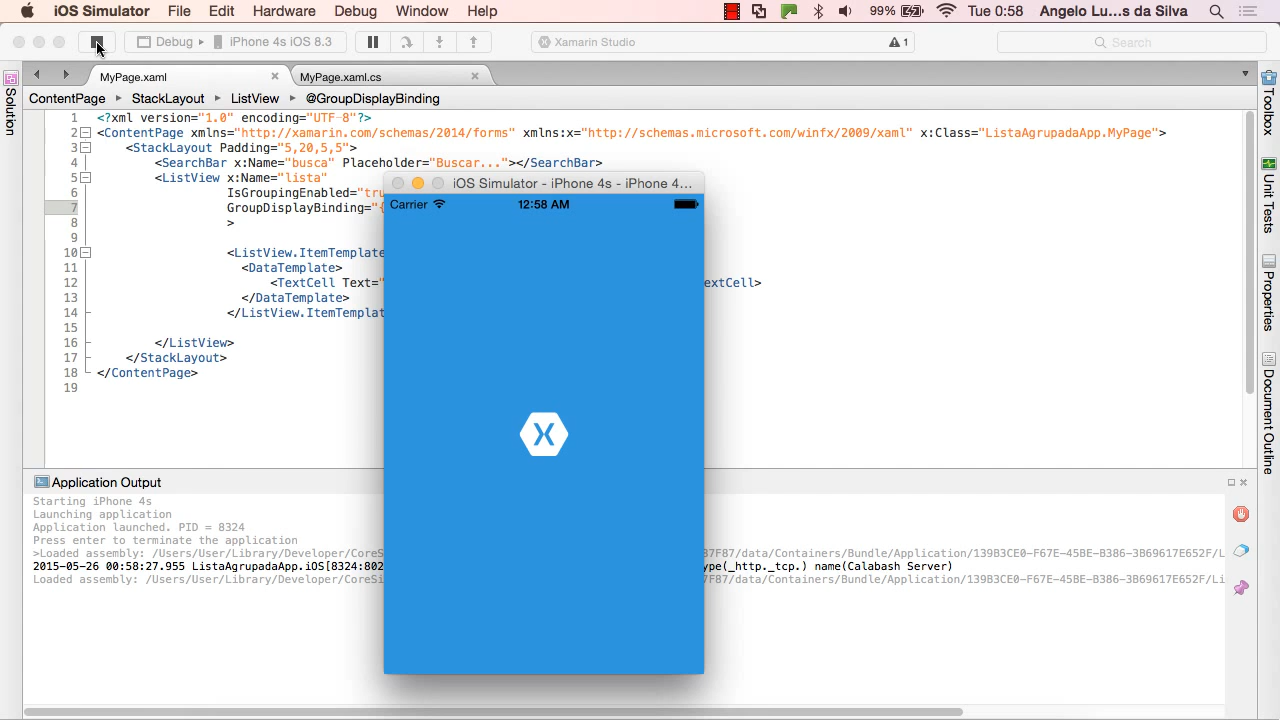 iOS Simulator File Edit Hardware Debug Window Help 99% Tue 0:58 Angelo Lu...s da Silva
Debug iPhone 4s iOS 8.3 Xamarin Studio 1 Search
MyPage.xaml MyPage.xaml.cs
ContentPage StackLayout ListView @GroupDisplayBinding
Solution
Toolbox
Unit Tests
Properties
Document Outline
1 <?xml version="1.0" encoding="UTF-8"?>
2 <ContentPage xmlns="http://xamarin.com/schemas/2014/forms" xmlns:x="http://schemas.microsoft.com/winfx/2009/xaml" x:Class="ListaAgrupadaApp.MyPage">
3 <StackLayout Padding="5,20,5,5">
4 <SearchBar x:Name="busca" Placeholder="Buscar..."></SearchBar>
5 <ListView x:Name="lista"
6 IsGroupingEnabled="tru
7 GroupDisplayBinding="{
8 >
9
10 <ListView.ItemTemplate
11 <DataTemplate>
12 <TextCell Text=" extCell>
13 </DataTemplate>
14 </ListView.ItemTemplat
15
16 </ListView>
17 </StackLayout>
18 </ContentPage>
19
iOS Simulator - iPhone 4s - iPhone 4...
Carrier 12:58 AM
Application Output
Starting iPhone 4s
Launching application
Application launched. PID = 8324
Press enter to terminate the application
>Loaded assembly: /Users/User/Library/Developer/CoreSi 7F87/data/Containers/Bundle/Application/139B3CE0-F67E-45BE-B386-3B69617E652F/L
2015-05-26 00:58:27.955 ListaAgrupadaApp.iOS[8324:802 ype(_http._tcp.) name(Calabash Server)
Loaded assembly: /Users/User/Library/Developer/CoreSim 7F87/data/Containers/Bundle/Application/139B3CE0-F67E-45BE-B386-3B69617E652F/Li